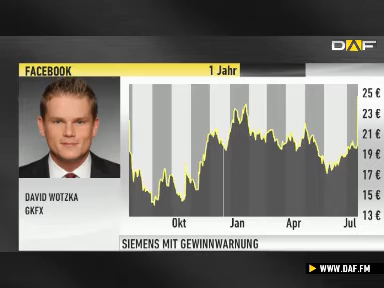 DAF
FACEBOOK 1 Jahr
25 €
23 €
21 €
19 €
17 €
15 €
13 €
Okt Jan Apr Jul
DAVID WOTZKA
GKFX
SIEMENS MIT GEWINNWARNUNG
WWW.DAF.FM